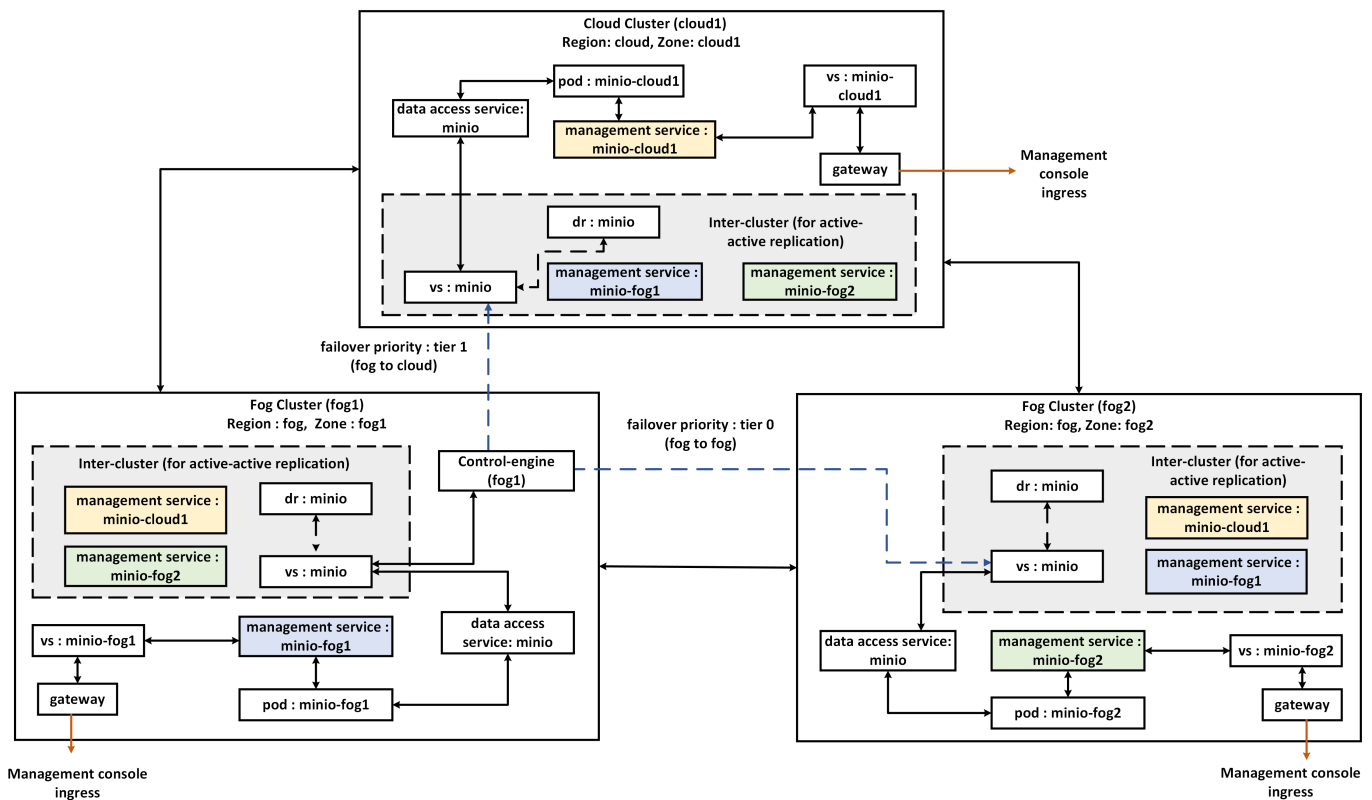 Cloud Cluster (cloud1)
Region: cloud, Zone: cloud1
pod : minio-cloud1
vs : minio-
cloud1
data access service:
minio
management service :
minio-cloud1
gateway
Management
console
ingress
dr : minio
Inter-cluster (for active-
active replication)
vs : minio
management service :
minio-fog1
management service :
minio-fog2
failover priority : tier 1
(fog to cloud)
Fog Cluster (fog1)
Region : fog, Zone : fog1
Inter-cluster (for active-active replication)
management service :
minio-cloud1
dr : minio
management service :
minio-fog2
vs : minio
Control-engine
(fog1)
data access
service: minio
vs : minio-fog1
management service :
minio-fog1
gateway
pod : minio-fog1
Management console
ingress
failover priority : tier 0
(fog to fog)
Fog Cluster (fog2)
Region: fog, Zone: fog2
Inter-cluster (for active-
active replication)
dr : minio
management service :
minio-cloud1
vs : minio
management service :
minio-fog1
data access service:
minio
management service :
minio-fog2
vs : minio-fog2
pod : minio-fog2
gateway
Management console
ingress